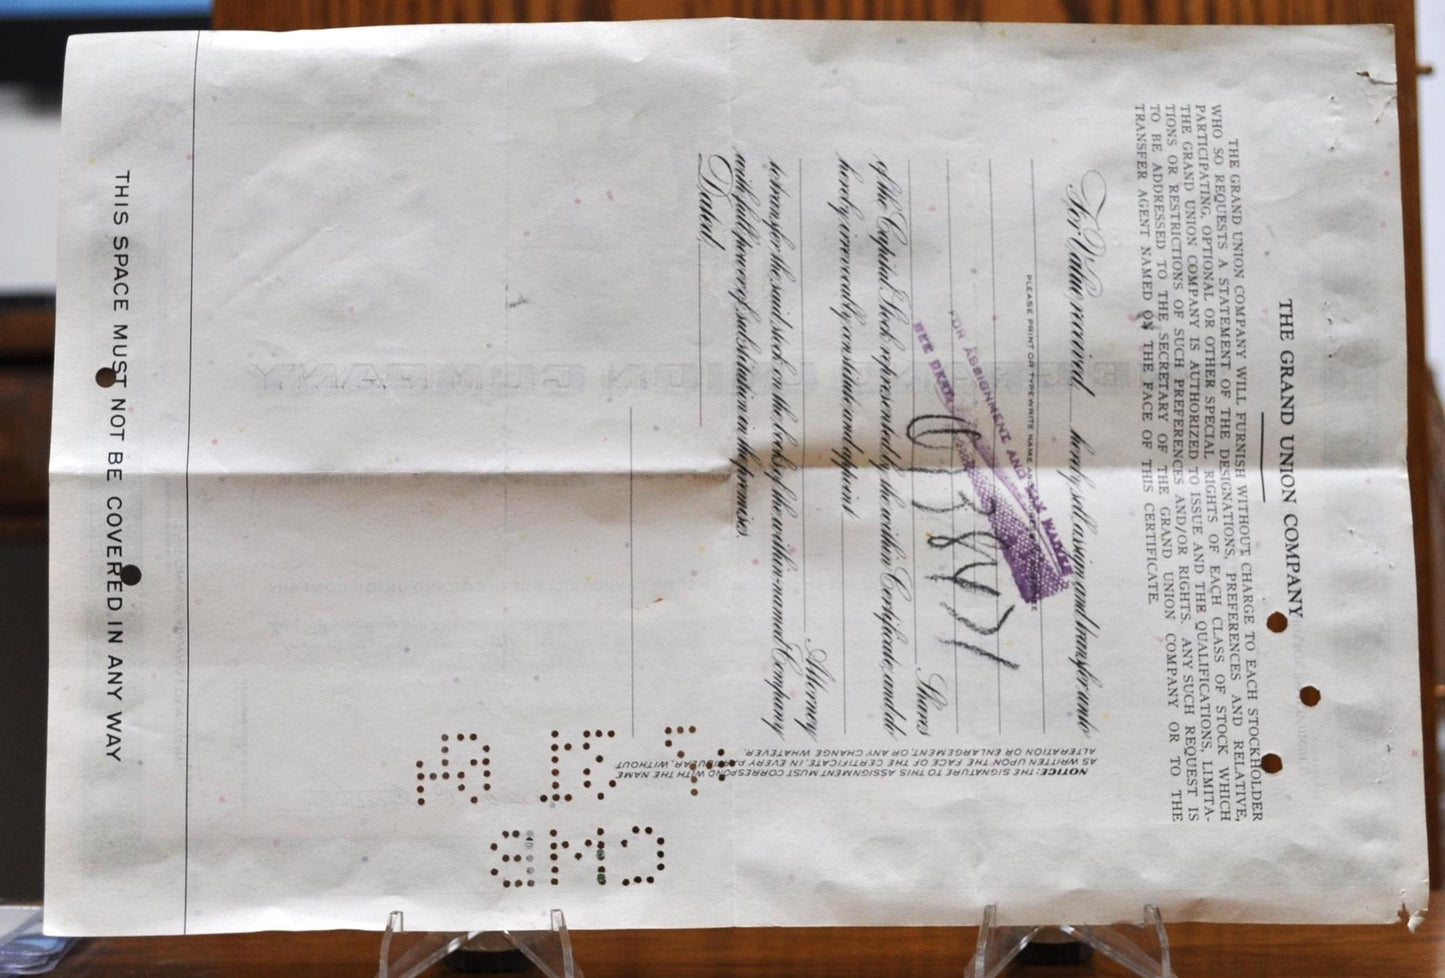 THE GRAND UNION COMPANY
THE GRAND UNION COMPANY WILL FURNISH WITHOUT CHARGE TO EACH STOCKHOLDER
WHO SO REQUESTS A STATEMENT OF THE DESIGNATIONS, PREFERENCES AND RELATIVE,
PARTICIPATING, OPTIONAL OR OTHER SPECIAL RIGHTS OF EACH CLASS OF STOCK WHICH
THE GRAND UNION COMPANY IS AUTHORIZED TO ISSUE AND THE QUALIFICATIONS, LIMITA-
TIONS OR RESTRICTIONS OF SUCH PREFERENCES AND/OR RIGHTS. ANY SUCH REQUEST IS
TO BE ADDRESSED TO THE SECRETARY OF THE GRAND UNION COMPANY OR TO THE
TRANSFER AGENT NAMED ON THE FACE OF THIS CERTIFICATE.
For Value received hereby sell, assign and transfer unto
PLEASE PRINT OR TYPEWRITE NAME
FOR ASSIGNMENT AND TAX
SEE
Shares
of the Capital Stock represented by the within Certificate, and do
hereby irrevocably constitute and appoint
Attorney
to transfer the said stock on the books of the within-named Company
with full power of substitution in the premises.
Dated,
NOTICE: THE SIGNATURE TO THIS ASSIGNMENT MUST CORRESPOND WITH THE NAME
AS WRITTEN UPON THE FACE OF THE CERTIFICATE, IN EVERY PARTICULAR, WITHOUT
ALTERATION OR ENLARGEMENT, OR ANY CHANGE WHATEVER.
CMB
THIS SPACE MUST NOT BE COVERED IN ANY WAY